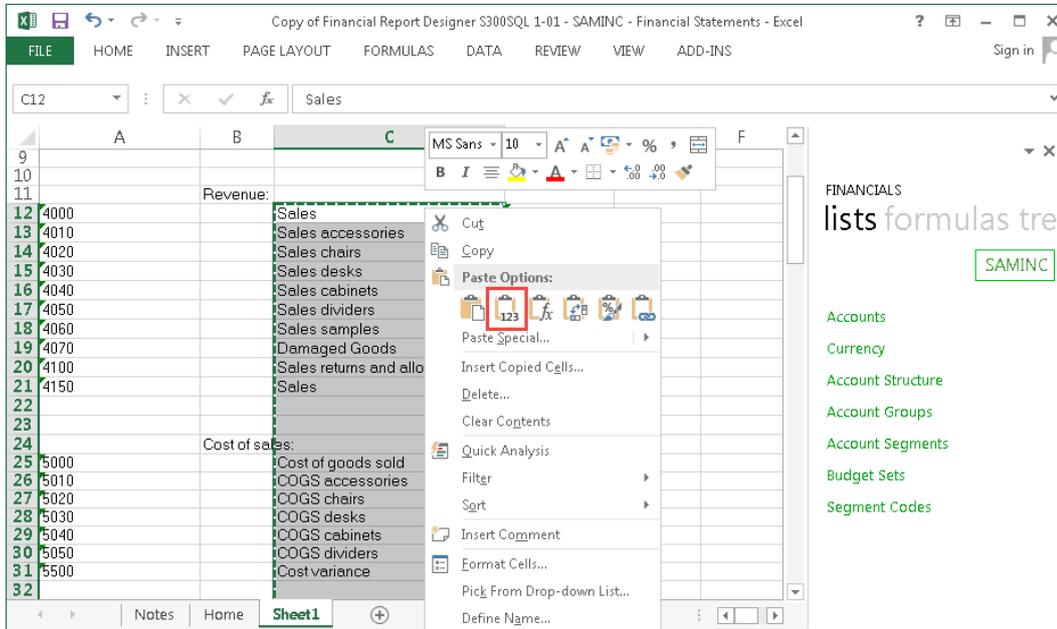 Copy of Financial Report Designer S300SQL 1-01 - SAMINC - Financial Statements - Excel
FILE HOME INSERT PAGE LAYOUT FORMULAS DATA REVIEW VIEW ADD-INS Sign in
C12 fx Sales
A B C F
MS Sans 10 A A % ,
B I A .00 .00
9
10
11 Revenue:
12 4000 Sales
13 4010 Sales accessories
14 4020 Sales chairs
15 4030 Sales desks
16 4040 Sales cabinets
17 4050 Sales dividers
18 4060 Sales samples
19 4070 Damaged Goods
20 4100 Sales returns and allo
21 4150 Sales
22
23
24 Cost of sales:
25 5000 Cost of goods sold
26 5010 COGS accessories
27 5020 COGS chairs
28 5030 COGS desks
29 5040 COGS cabinets
30 5050 COGS dividers
31 5500 Cost variance
32
Cut
Copy
Paste Options:
123 fx %
Paste Special...
Insert Copied Cells...
Delete...
Clear Contents
Quick Analysis
Filter
Sort
Insert Comment
Format Cells...
Pick From Drop-down List...
Define Name...
FINANCIALS
lists formulas tre
SAMINC
Accounts
Currency
Account Structure
Account Groups
Account Segments
Budget Sets
Segment Codes
Notes Home Sheet1